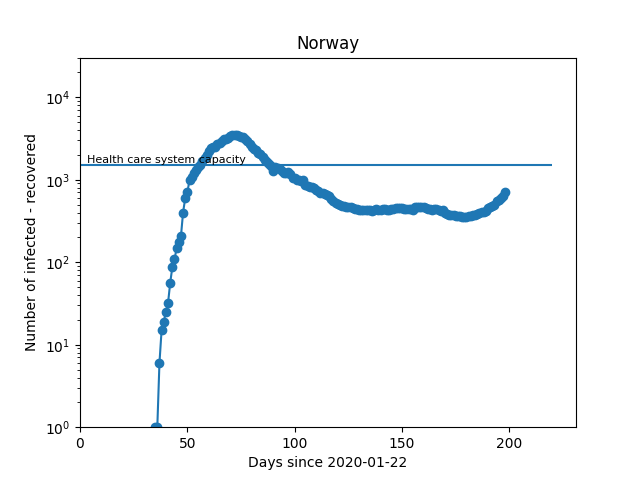 Norway
Number of infected - recovered
10⁴
10³
10²
10¹
10⁰
Health care system capacity
0 50 100 150 200
Days since 2020-01-22